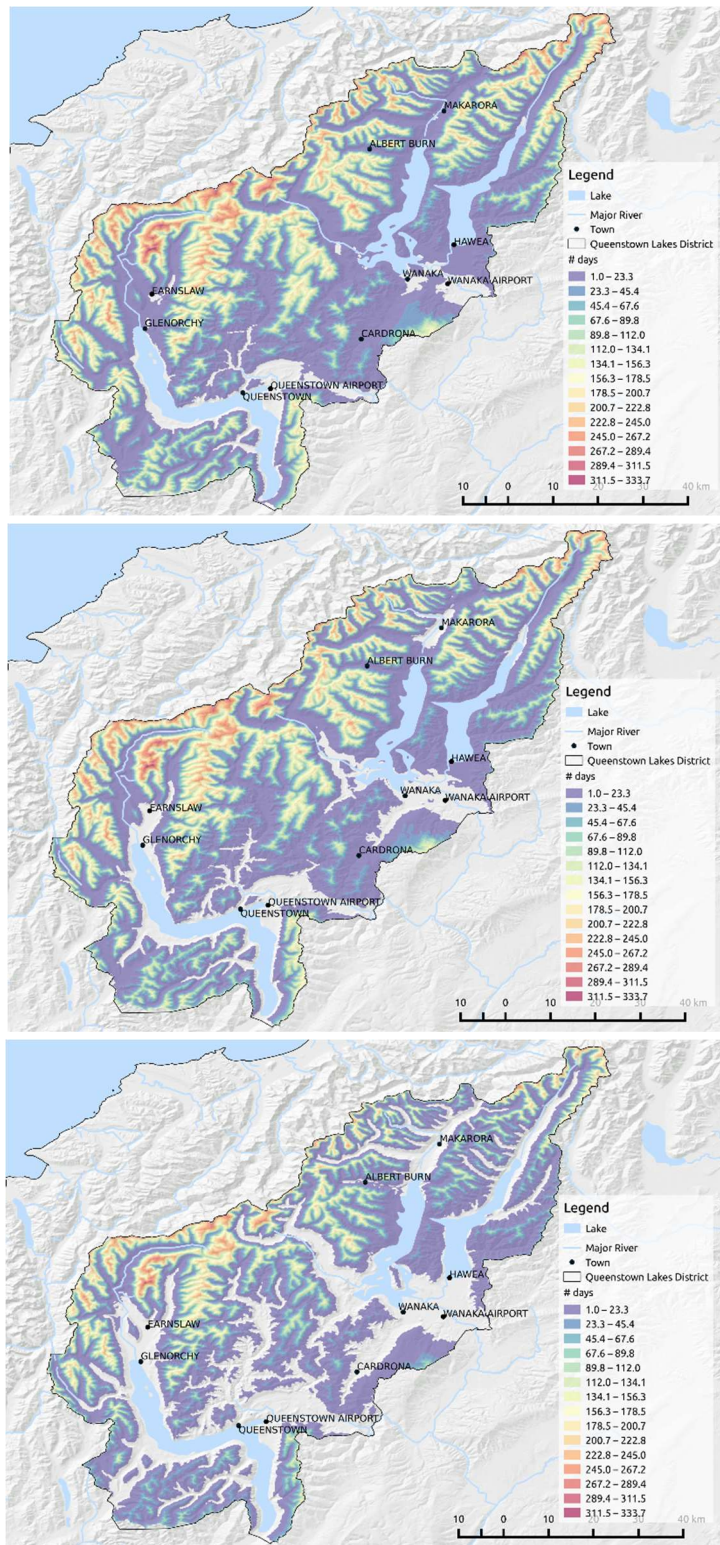 MAKARORA
ALBERT BURN
HAWEA
WANAKA
WANAKA AIRPORT
EARNSLAW
GLENORCHY
CARDRONA
QUEENSTOWN AIRPORT
QUEENSTOWN
Legend
Lake
Major River
Town
Queenstown Lakes District
# days
1.0 – 23.3
23.3 – 45.4
45.4 – 67.6
67.6 – 89.8
89.8 – 112.0
112.0 – 134.1
134.1 – 156.3
156.3 – 178.5
178.5 – 200.7
200.7 – 222.8
222.8 – 245.0
245.0 – 267.2
267.2 – 289.4
289.4 – 311.5
311.5 – 333.7
10 0 10 20 30 40 km
MAKARORA
ALBERT BURN
HAWEA
WANAKA
WANAKA AIRPORT
EARNSLAW
GLENORCHY
CARDRONA
QUEENSTOWN AIRPORT
QUEENSTOWN
Legend
Lake
Major River
Town
Queenstown Lakes District
# days
1.0 – 23.3
23.3 – 45.4
45.4 – 67.6
67.6 – 89.8
89.8 – 112.0
112.0 – 134.1
134.1 – 156.3
156.3 – 178.5
178.5 – 200.7
200.7 – 222.8
222.8 – 245.0
245.0 – 267.2
267.2 – 289.4
289.4 – 311.5
311.5 – 333.7
10 0 10 20 30 40 km
MAKARORA
ALBERT BURN
HAWEA
WANAKA
WANAKA AIRPORT
EARNSLAW
GLENORCHY
CARDRONA
QUEENSTOWN AIRPORT
QUEENSTOWN
Legend
Lake
Major River
Town
Queenstown Lakes District
# days
1.0 – 23.3
23.3 – 45.4
45.4 – 67.6
67.6 – 89.8
89.8 – 112.0
112.0 – 134.1
134.1 – 156.3
156.3 – 178.5
178.5 – 200.7
200.7 – 222.8
222.8 – 245.0
245.0 – 267.2
267.2 – 289.4
289.4 – 311.5
311.5 – 333.7
10 0 10 20 30 40 km